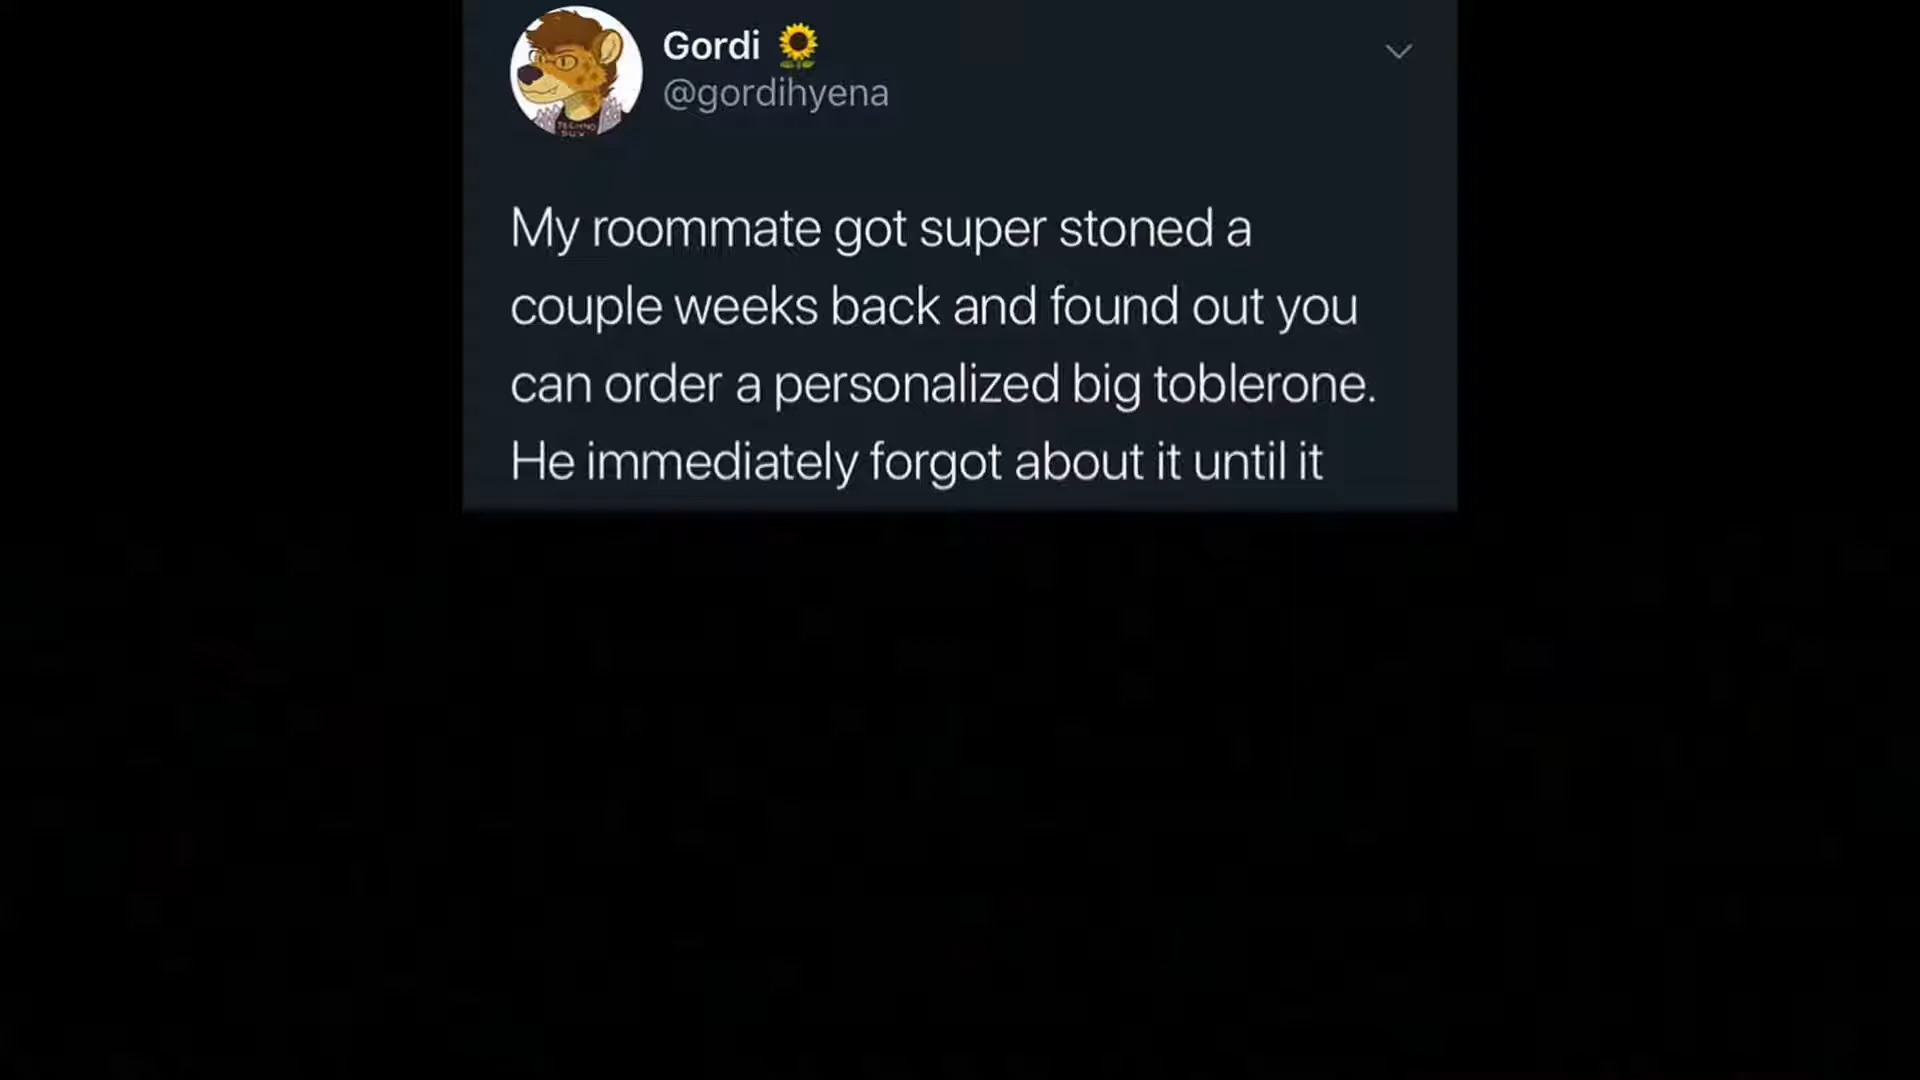 Gordi 🌻
@gordihyena
My roommate got super stoned a
couple weeks back and found out you
can order a personalized big toblerone.
He immediately forgot about it until it